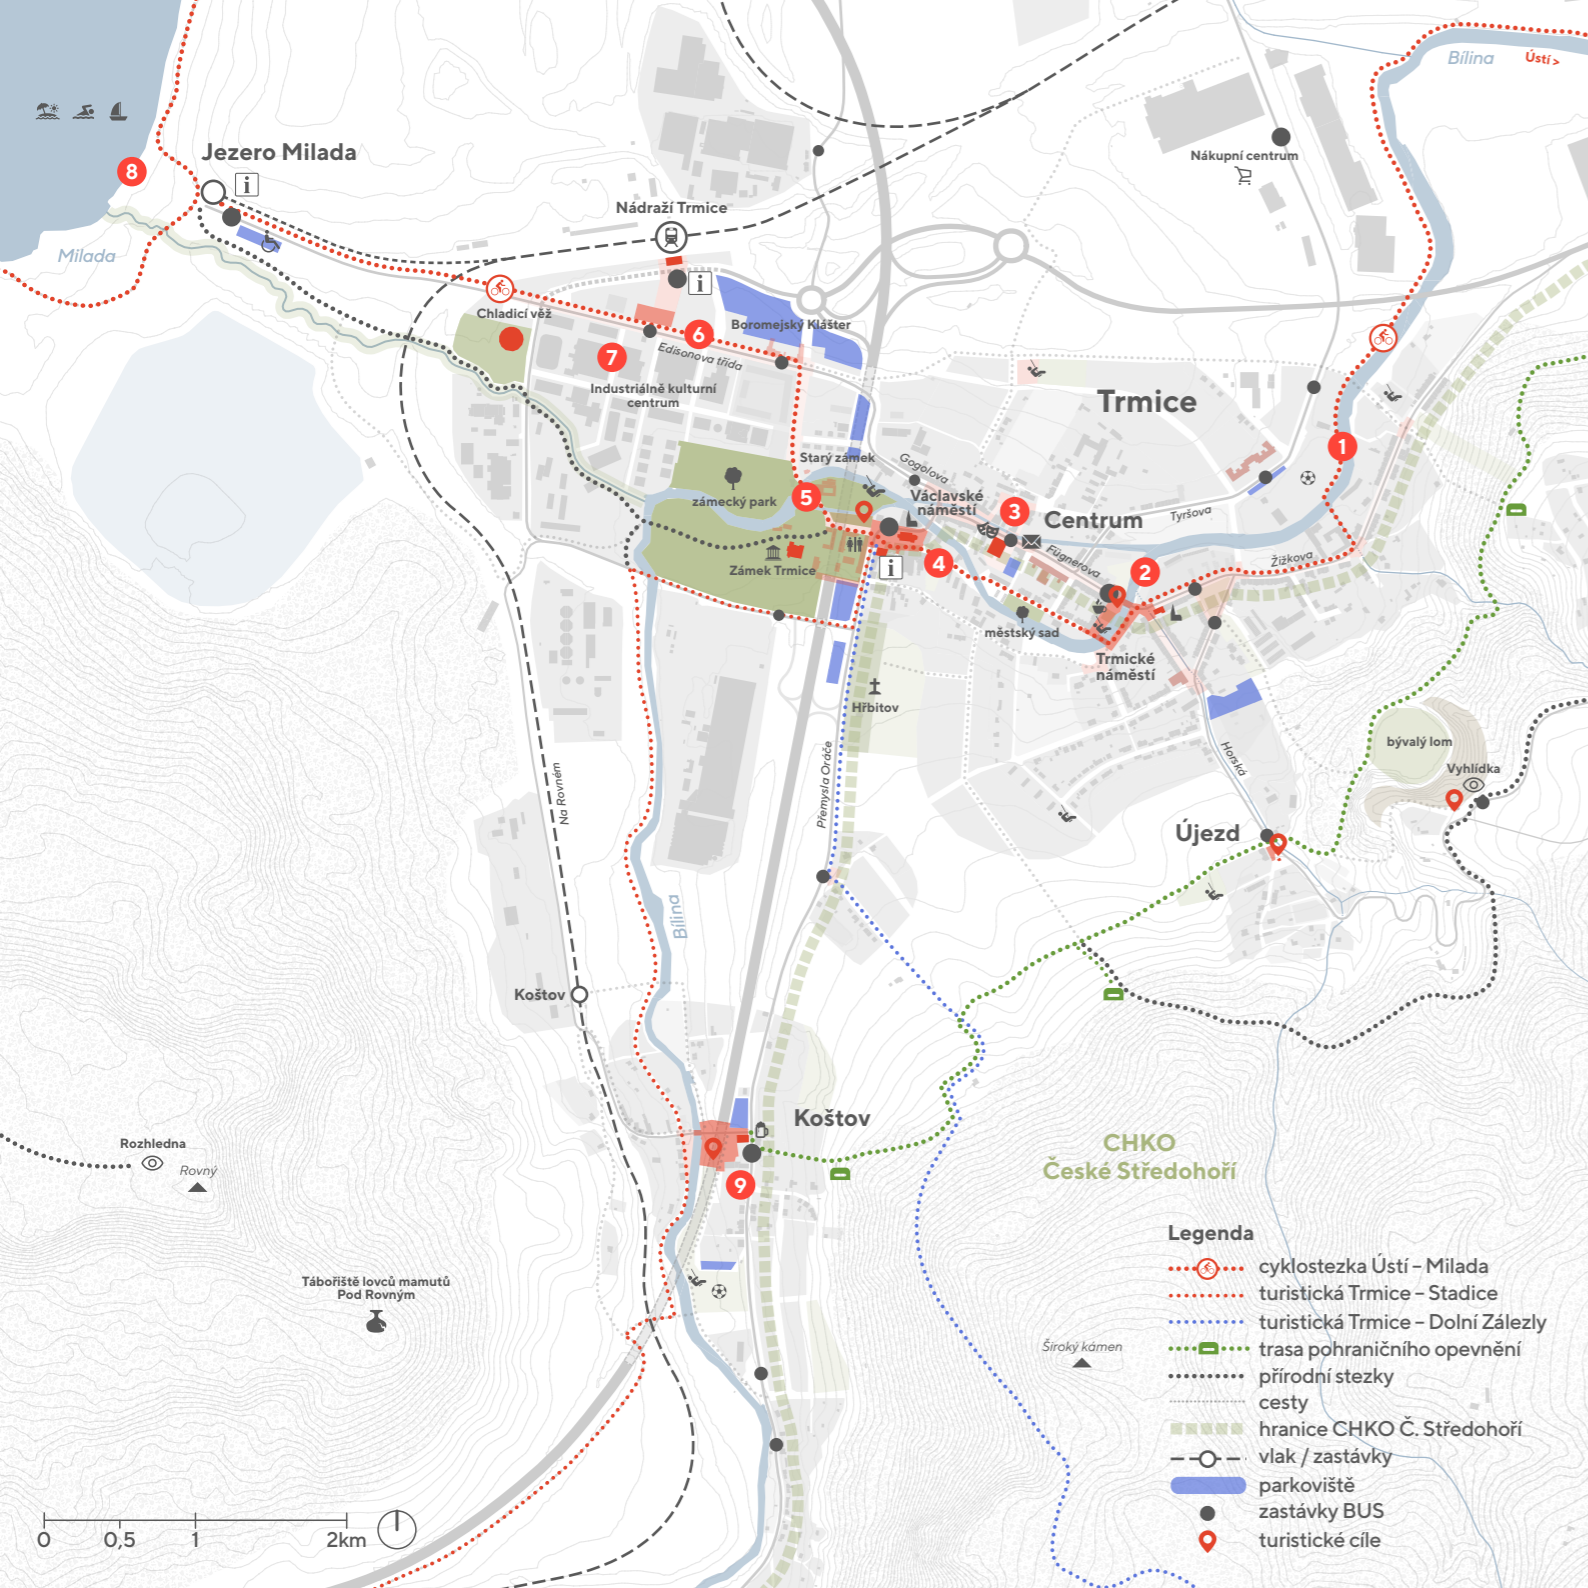 Bílina
Ústí >
Nákupní centrum
Jezero Milada
8
i
Milada
Nádraží Trmice
i
Chladicí věž
Boromejský Klášter
6
7
Edisonova třída
Industriálně kulturní
centrum
Trmice
1
Starý zámek
Gogolova
zámecký park
5
Václavské
náměstí
3
Centrum
Tyršova
Zámek Trmice
i
4
Fügnerova
2
Žižkova
městský sad
Trmické
náměstí
Hřbitov
Horská
bývalý lom
Vyhlídka
Na Rovném
Přemysla Oráče
Újezd
Bílina
Koštov
Koštov
9
Rozhledna
Rovný
CHKO
České Středohoří
Tábořiště lovců mamutů
Pod Rovným
Široký kámen
Legenda
cyklostezka Ústí – Milada
turistická Trmice – Stadice
turistická Trmice – Dolní Zálezly
trasa pohraničního opevnění
přírodní stezky
cesty
hranice CHKO Č. Středohoří
vlak / zastávky
parkoviště
zastávky BUS
turistické cíle
0 0,5 1 2km